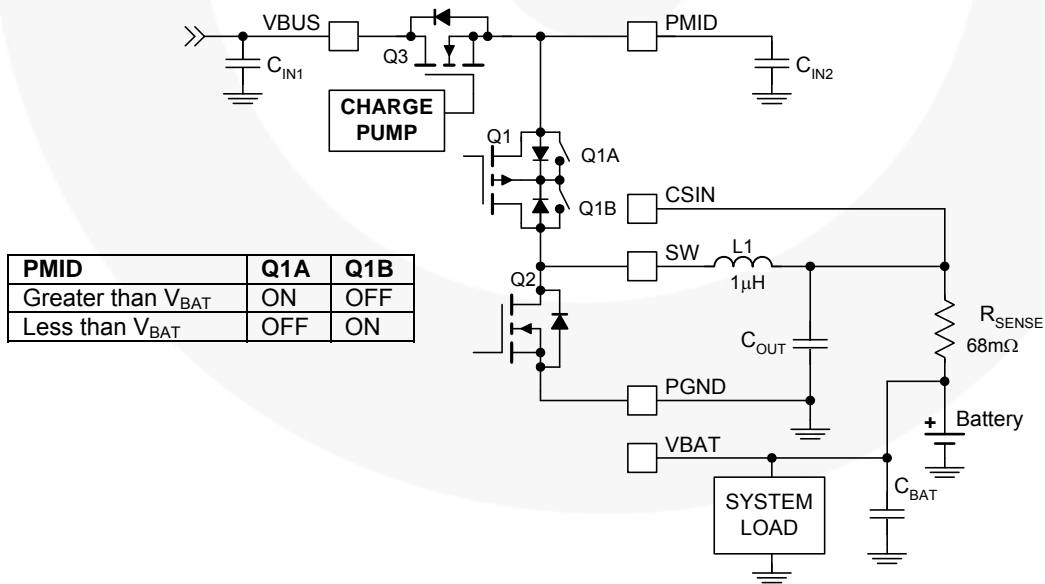 VBUS
PMID
Q3
C_IN1
C_IN2
CHARGE
PUMP
Q1
Q1A
Q1B
CSIN
SW
L1
1μH
PMID Q1A Q1B
Greater than V_BAT ON OFF
Less than V_BAT OFF ON
Q2
R_SENSE
68mΩ
C_OUT
PGND
+ Battery
VBAT
C_BAT
SYSTEM
LOAD